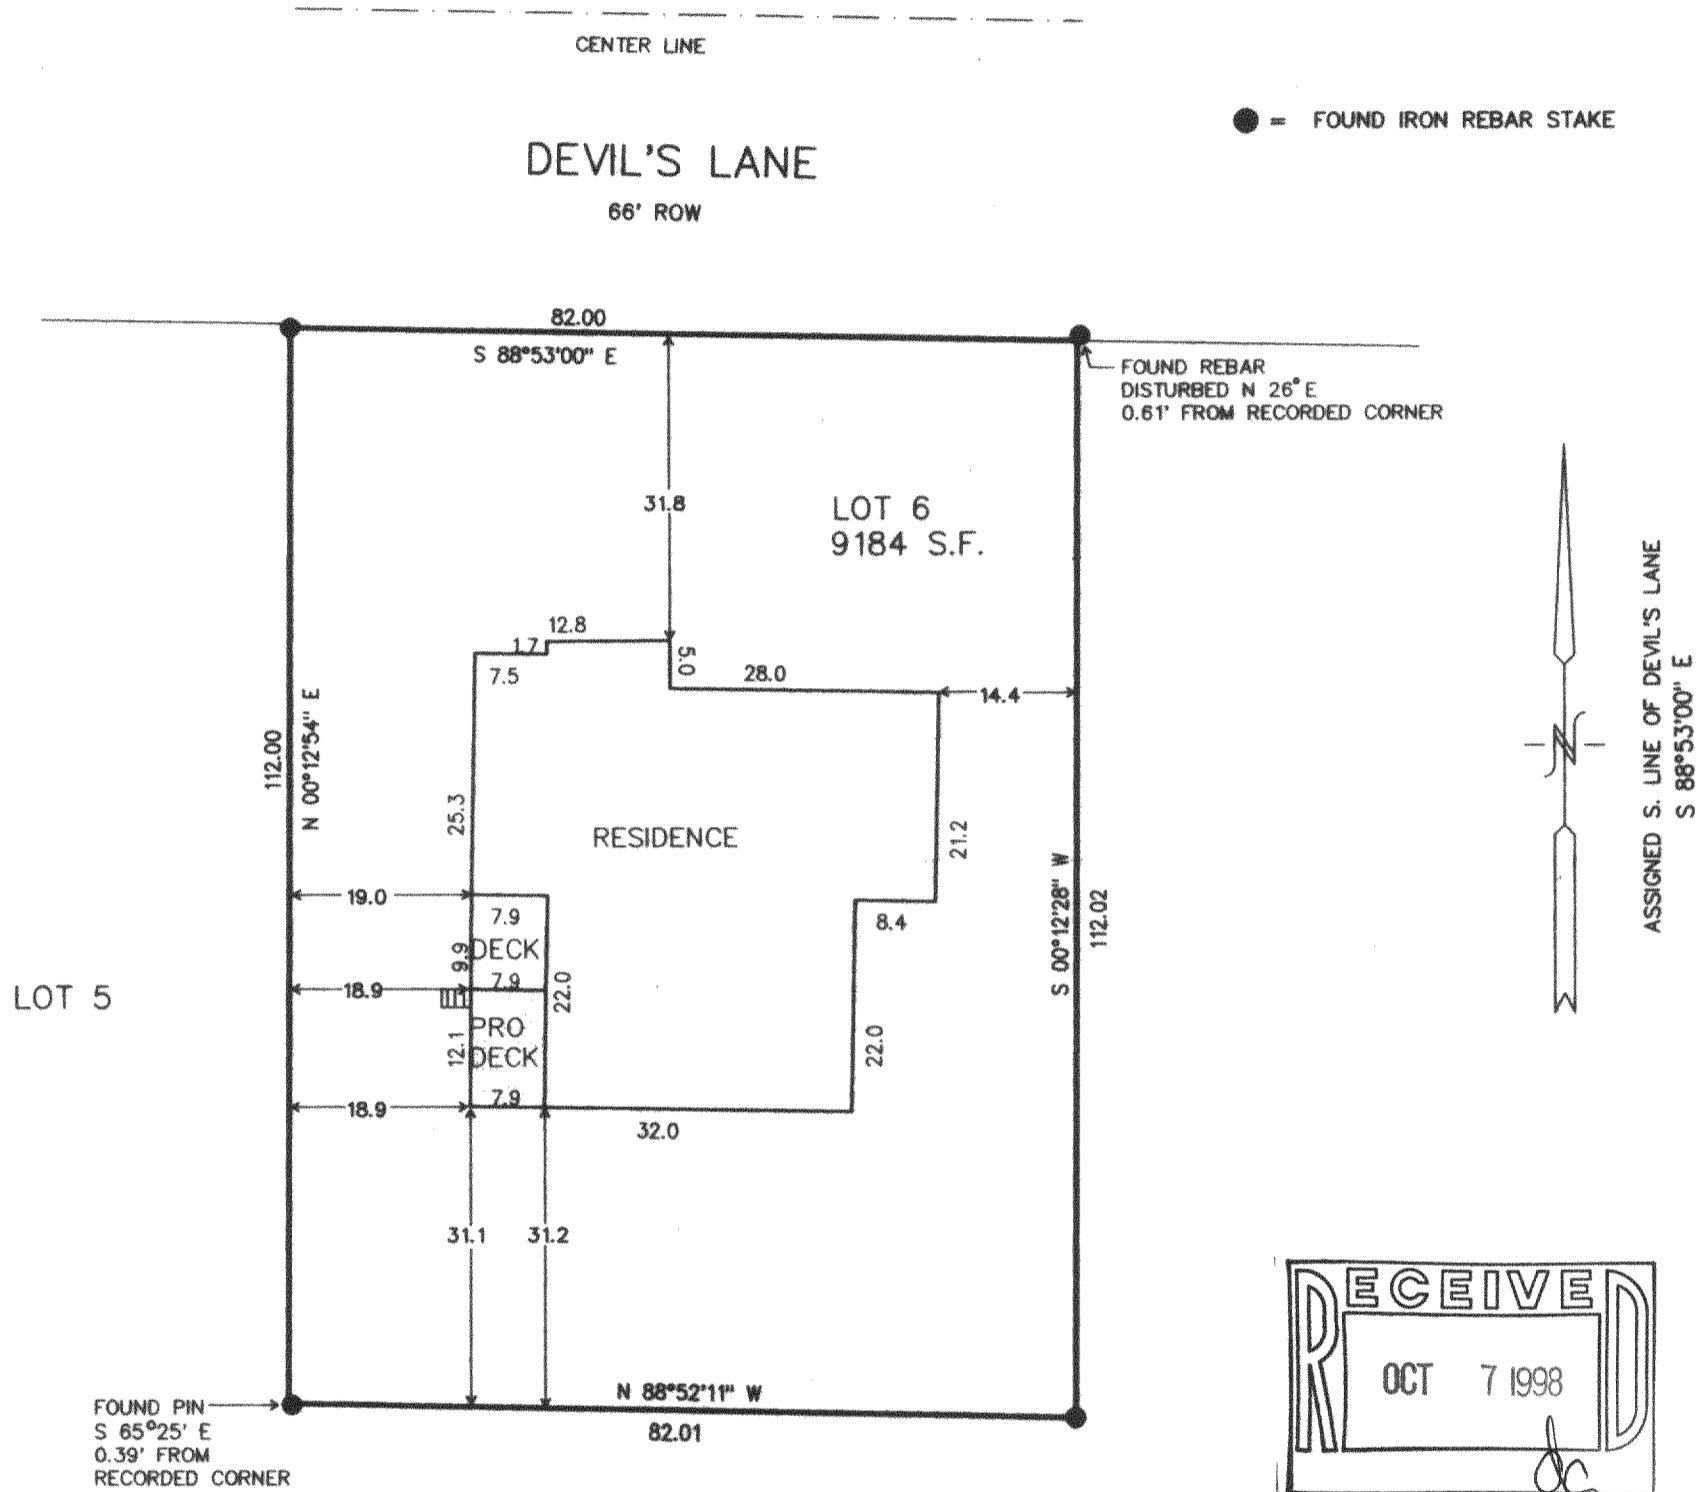 CENTER LINE
● = FOUND IRON REBAR STAKE
DEVIL'S LANE
66' ROW
82.00
S 88°53'00" E
FOUND REBAR
DISTURBED N 26° E
0.61' FROM RECORDED CORNER
31.8
LOT 6
9184 S.F.
12.8
1.7
7.5
5.0
28.0
14.4
112.00
N 00°12'54" E
25.3
RESIDENCE
21.2
N
ASSIGNED S. LINE OF DEVIL'S LANE
S 88°53'00" E
19.0
7.9
8.4
S 00°12'28" W
112.02
9.9
DECK
LOT 5
18.9
7.9
22.0
12.1
PRO
DECK
22.0
18.9
7.9
32.0
31.1
31.2
N 88°52'11" W
82.01
FOUND PIN
S 65°25' E
0.39' FROM
RECORDED CORNER
RECEIVED
OCT 7 1998
dc